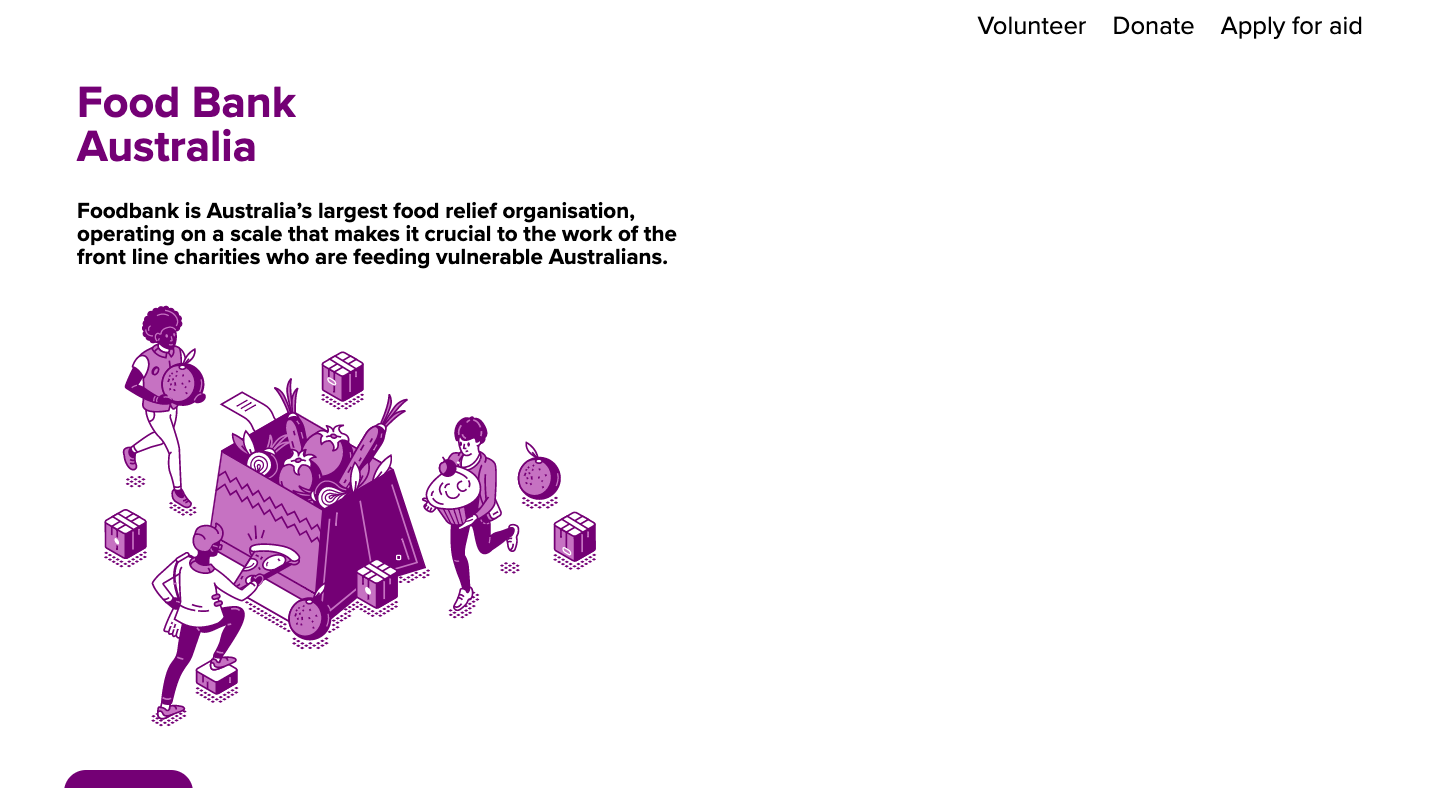 Volunteer Donate Apply for aid
Food Bank
Australia
Foodbank is Australia’s largest food relief organisation,
operating on a scale that makes it crucial to the work of the
front line charities who are feeding vulnerable Australians.